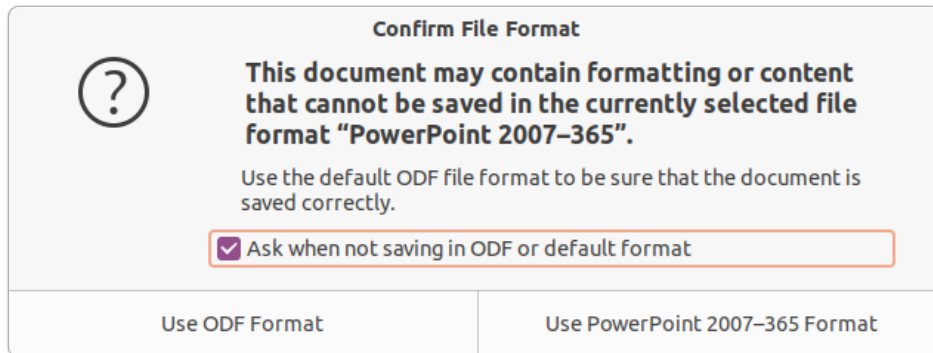 Confirm File Format
This document may contain formatting or content
that cannot be saved in the currently selected file
format “PowerPoint 2007–365”.
Use the default ODF file format to be sure that the document is
saved correctly.
Ask when not saving in ODF or default format
Use ODF Format
Use PowerPoint 2007–365 Format